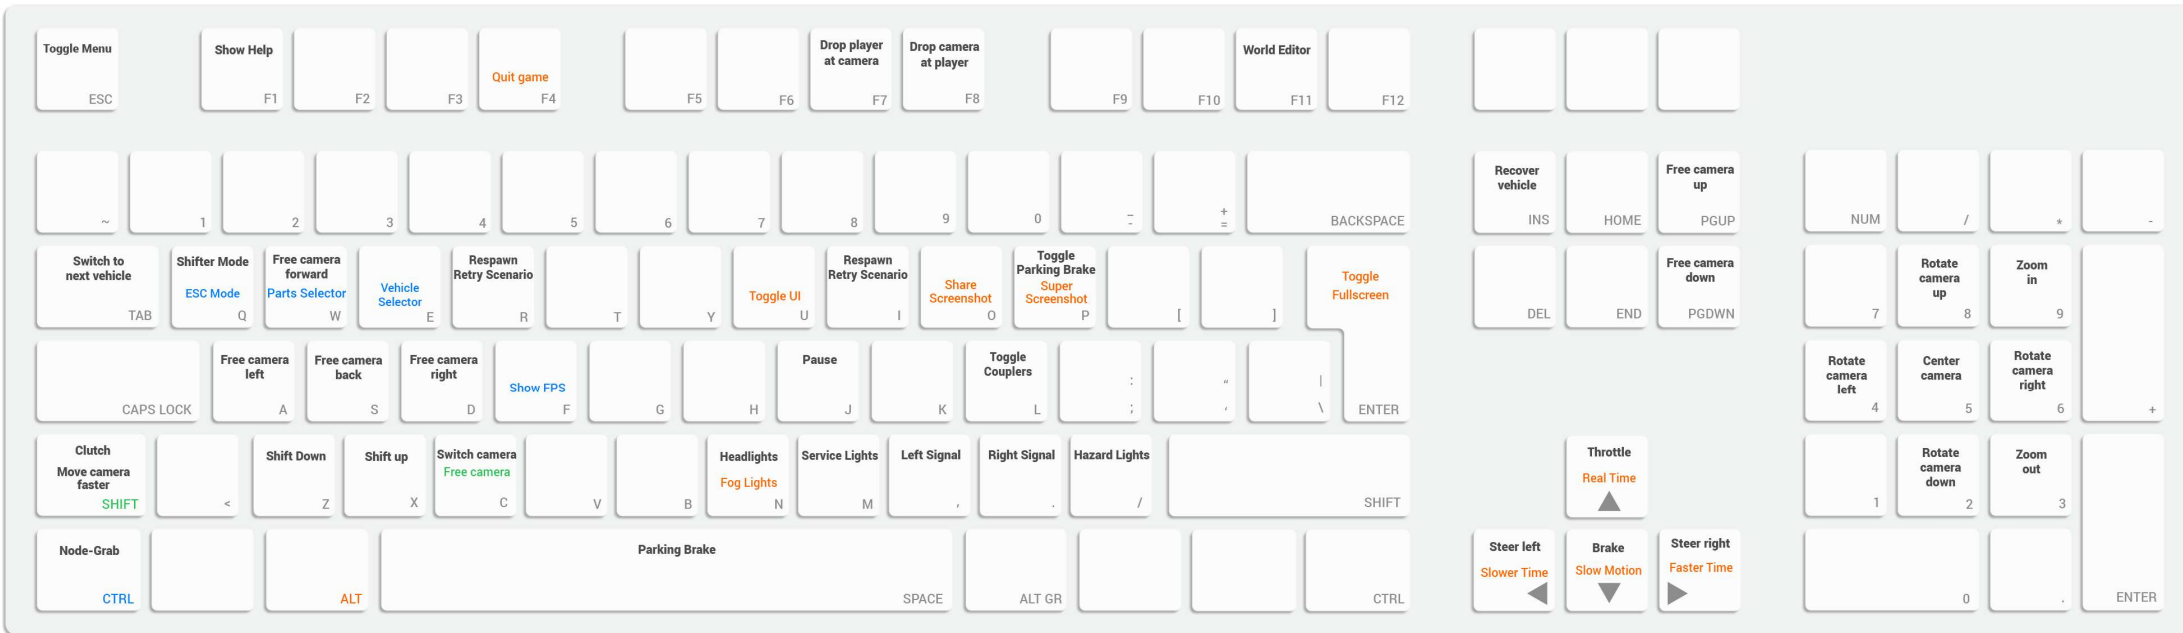 Toggle Menu
ESC
Show Help
F1
F2
F3
Quit game
F4
F5
F6
Drop player
at camera
F7
Drop camera
at player
F8
F9
F10
World Editor
F11
F12
~
1
2
3
4
5
6
7
8
9
0
_
-
+
=
BACKSPACE
Recover
vehicle
INS
HOME
Free camera
up
PGUP
NUM
/
*
-
Switch to
next vehicle
TAB
Shifter Mode
ESC Mode
Q
Free camera
forward
Parts Selector
W
Vehicle
Selector
E
Respawn
Retry Scenario
R
T
Y
Toggle UI
U
Respawn
Retry Scenario
I
Share
Screenshot
O
Toggle
Parking Brake
Super
Screenshot
P
[
]
Toggle
Fullscreen
ENTER
DEL
END
Free camera
down
PGDWN
7
Rotate
camera
up
8
Zoom
in
9
+
CAPS LOCK
Free camera
left
A
Free camera
back
S
Free camera
right
D
Show FPS
F
G
H
Pause
J
K
Toggle
Couplers
L
:
;
“
‘
|
\
Rotate
camera
left
4
Center
camera
5
Rotate
camera
right
6
Clutch
Move camera
faster
SHIFT
<
Shift Down
Z
Shift up
X
Switch camera
Free camera
C
V
B
Headlights
Fog Lights
N
Service Lights
M
Left Signal
,
Right Signal
.
Hazard Lights
/
SHIFT
Throttle
Real Time
1
Rotate
camera
down
2
Zoom
out
3
ENTER
Node-Grab
CTRL
ALT
Parking Brake
SPACE
ALT GR
CTRL
Steer left
Slower Time
Brake
Slow Motion
Steer right
Faster Time
0
.